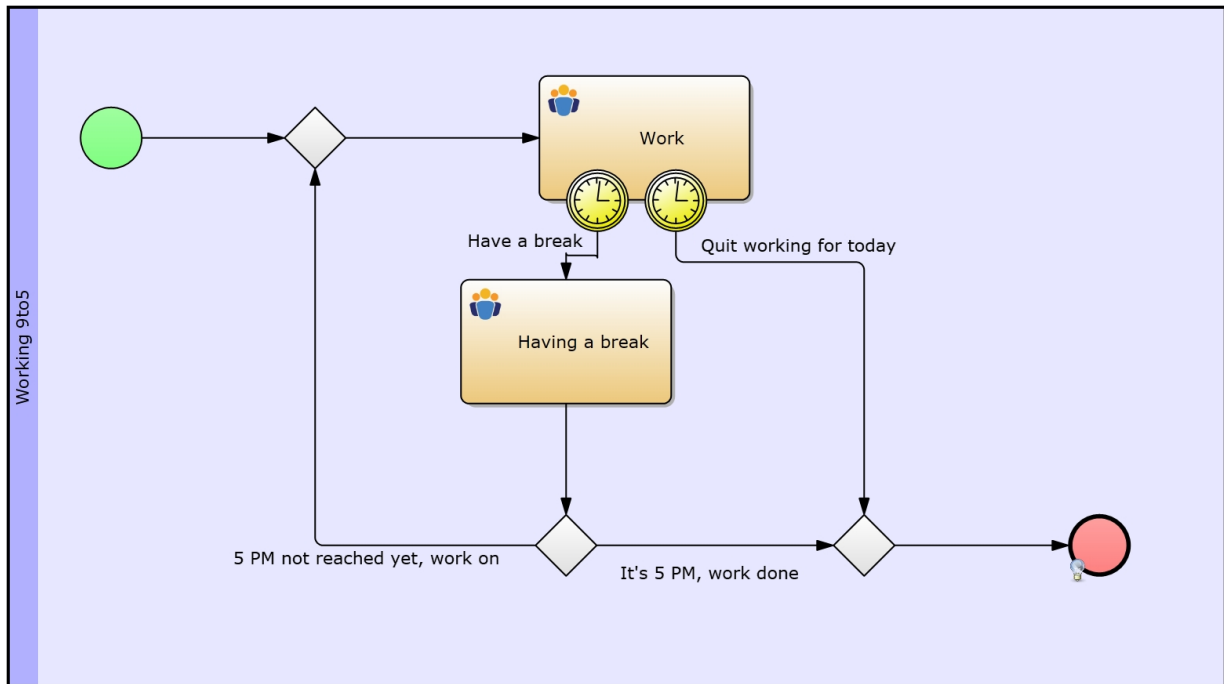 Working 9to5
Work
Have a break
Quit working for today
Having a break
5 PM not reached yet, work on
It's 5 PM, work done